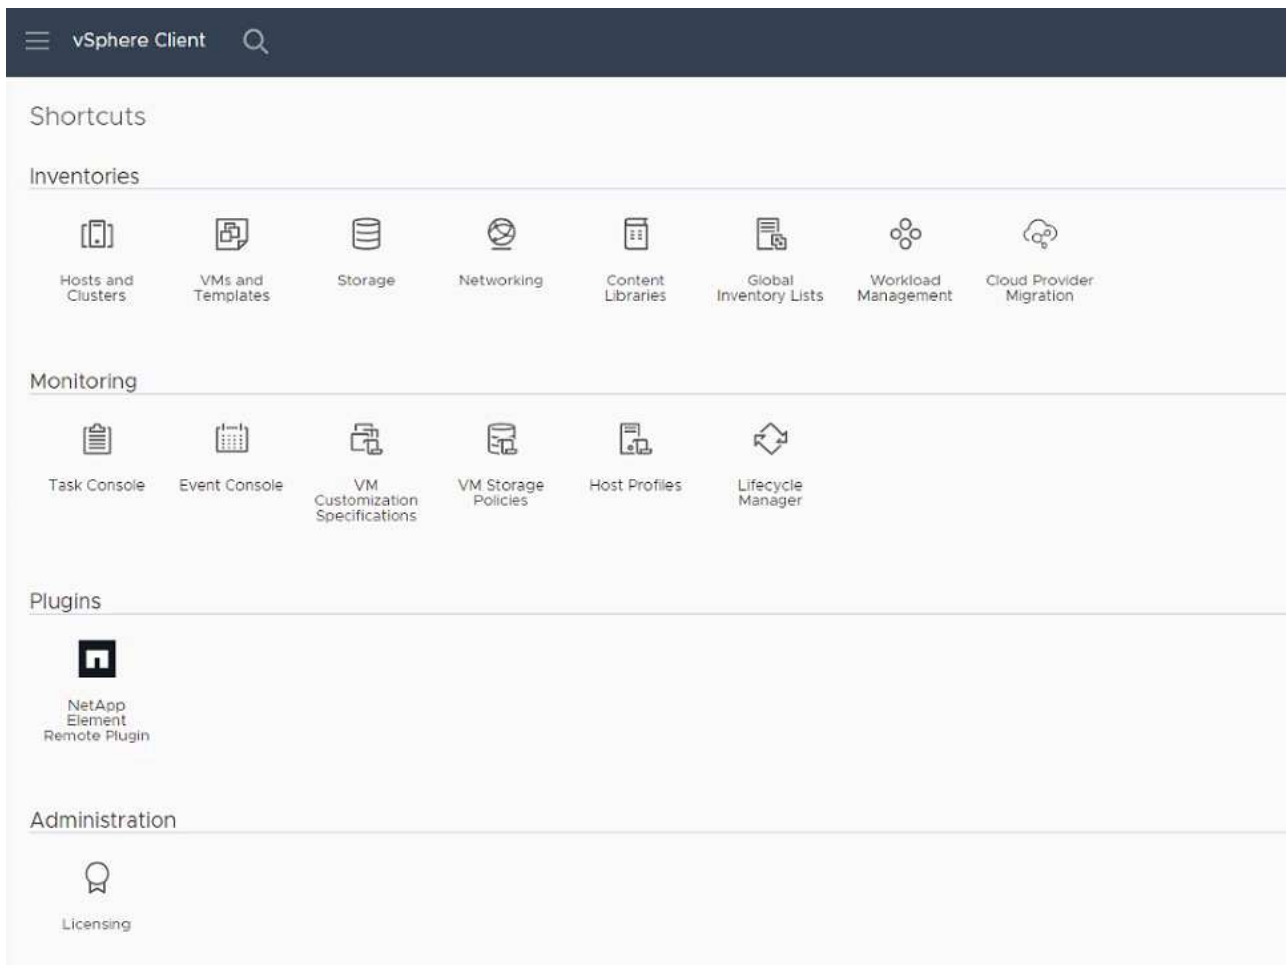 vSphere Client
Shortcuts
Inventories
Hosts and
Clusters
VMs and
Templates
Storage
Networking
Content
Libraries
Global
Inventory Lists
Workload
Management
Cloud Provider
Migration
Monitoring
Task Console
Event Console
VM
Customization
Specifications
VM Storage
Policies
Host Profiles
Lifecycle
Manager
Plugins
NetApp
Element
Remote Plugin
Administration
Licensing